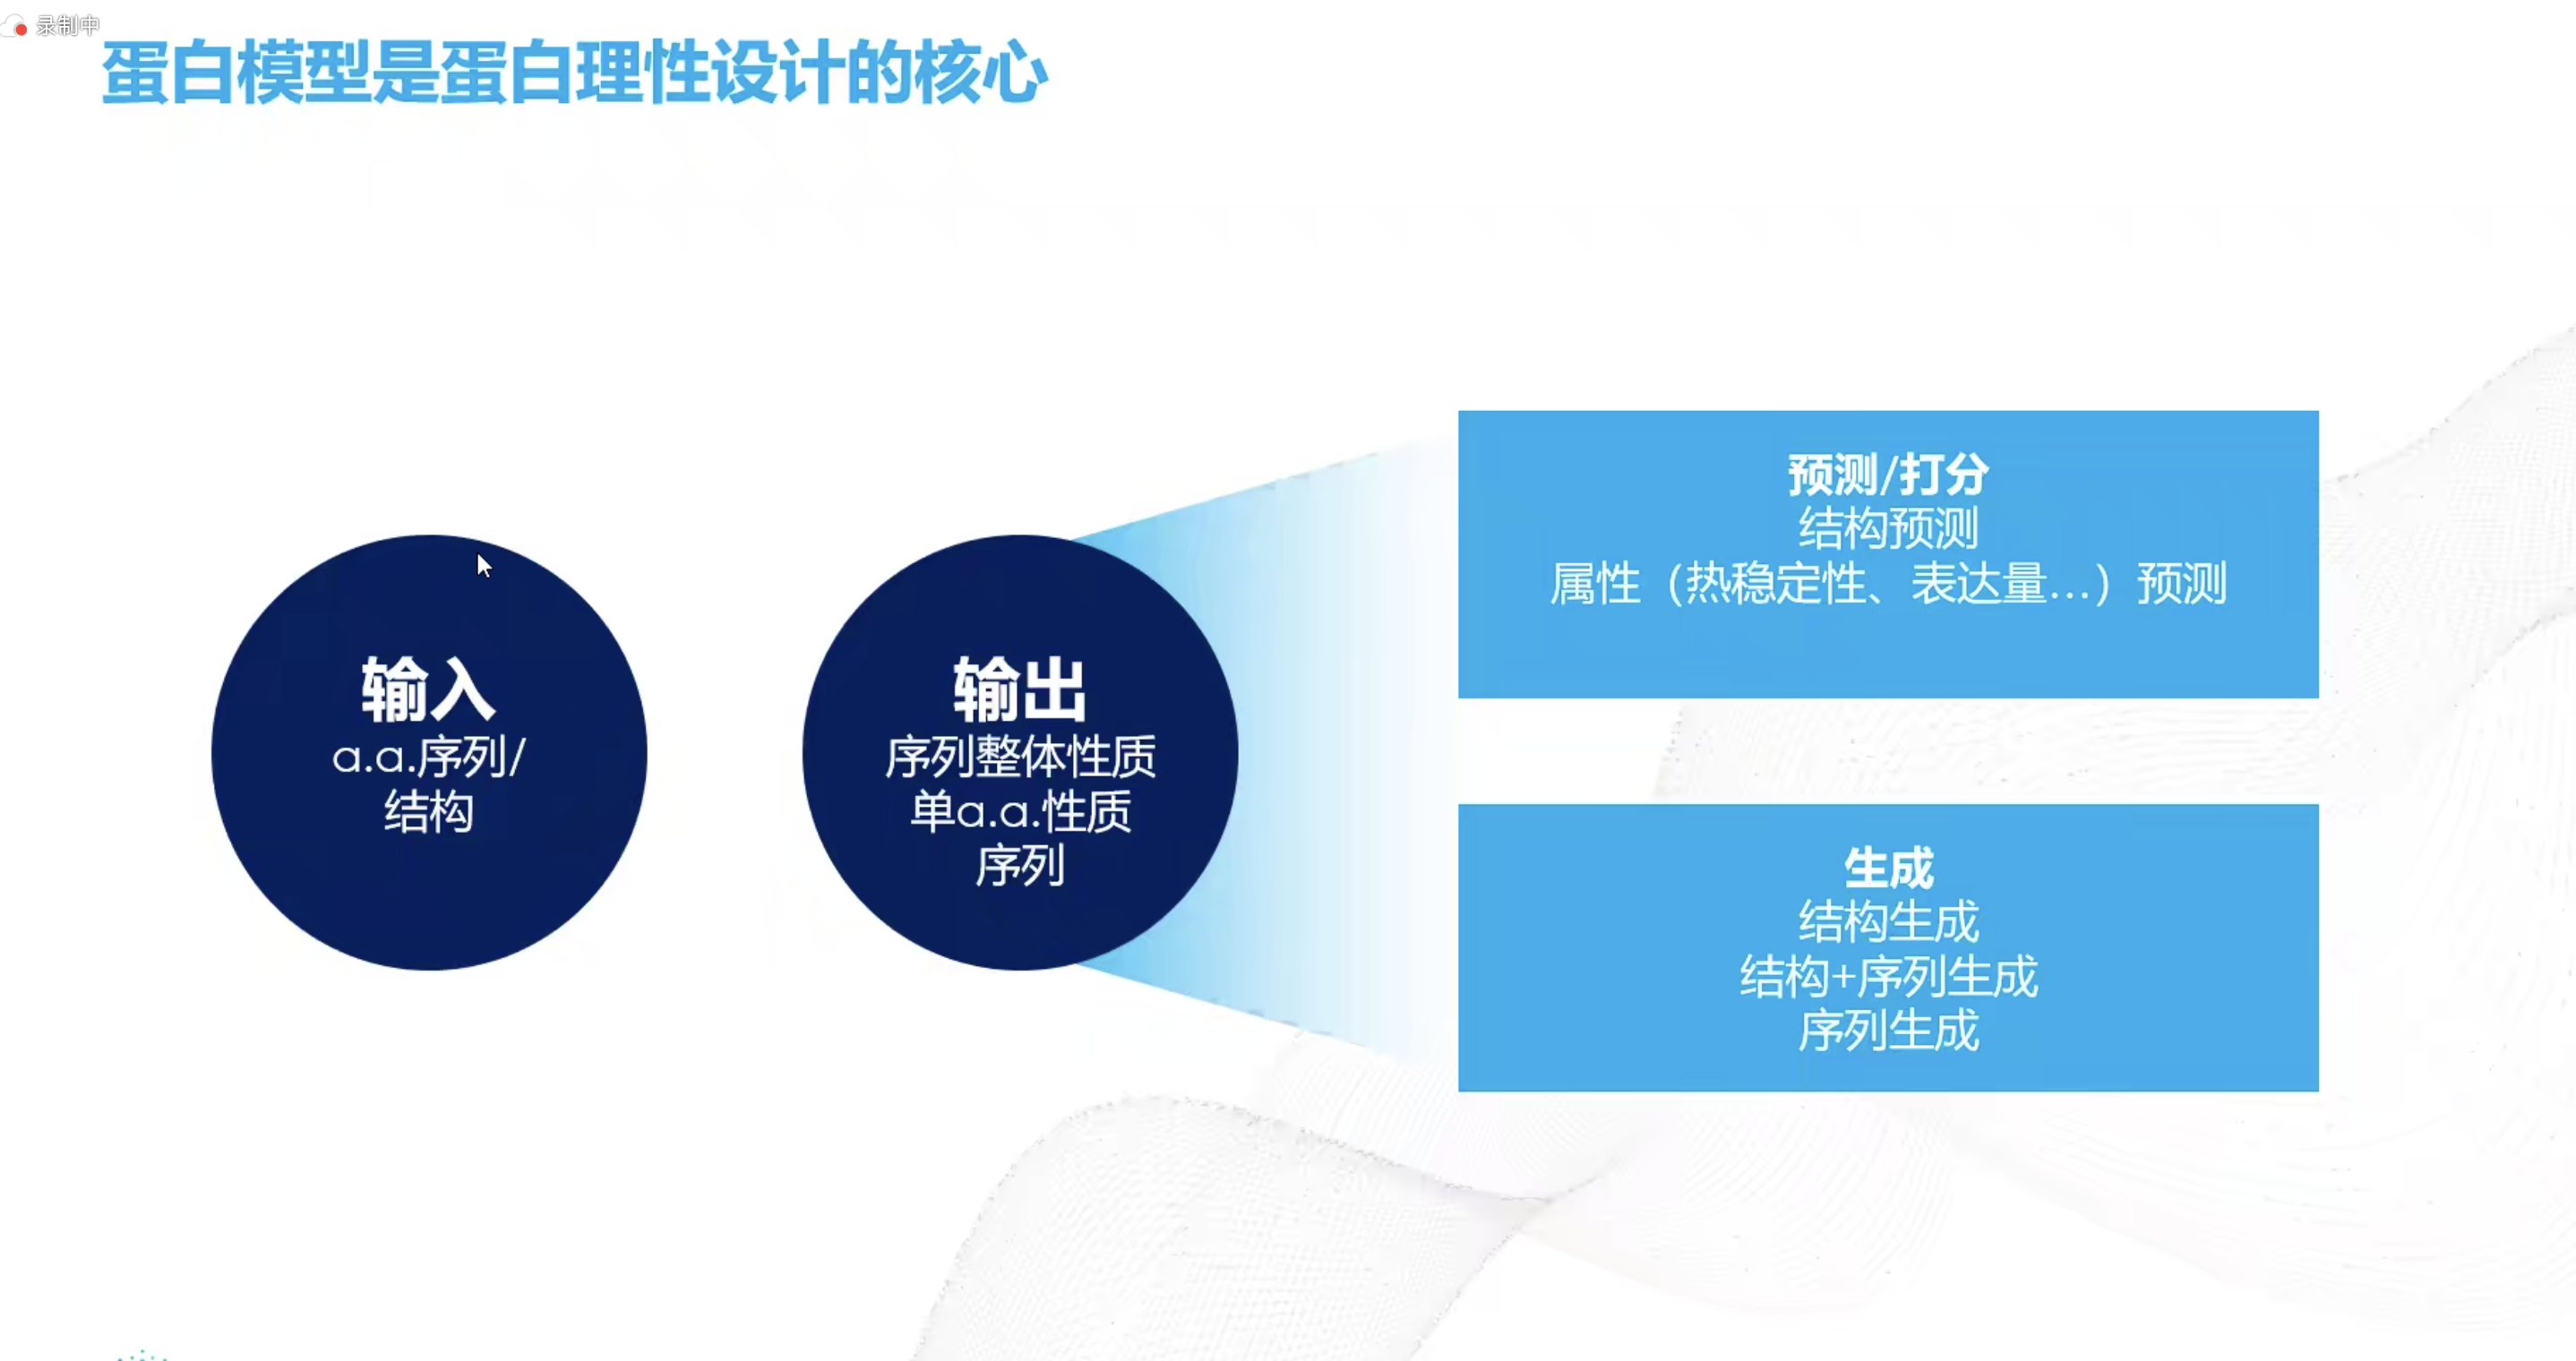 录制中
蛋白模型是蛋白理性设计的核心
输入
a.a.序列/
结构
输出
序列整体性质
单a.a.性质
序列
预测/打分
结构预测
属性（热稳定性、表达量...）预测
生成
结构生成
结构+序列生成
序列生成